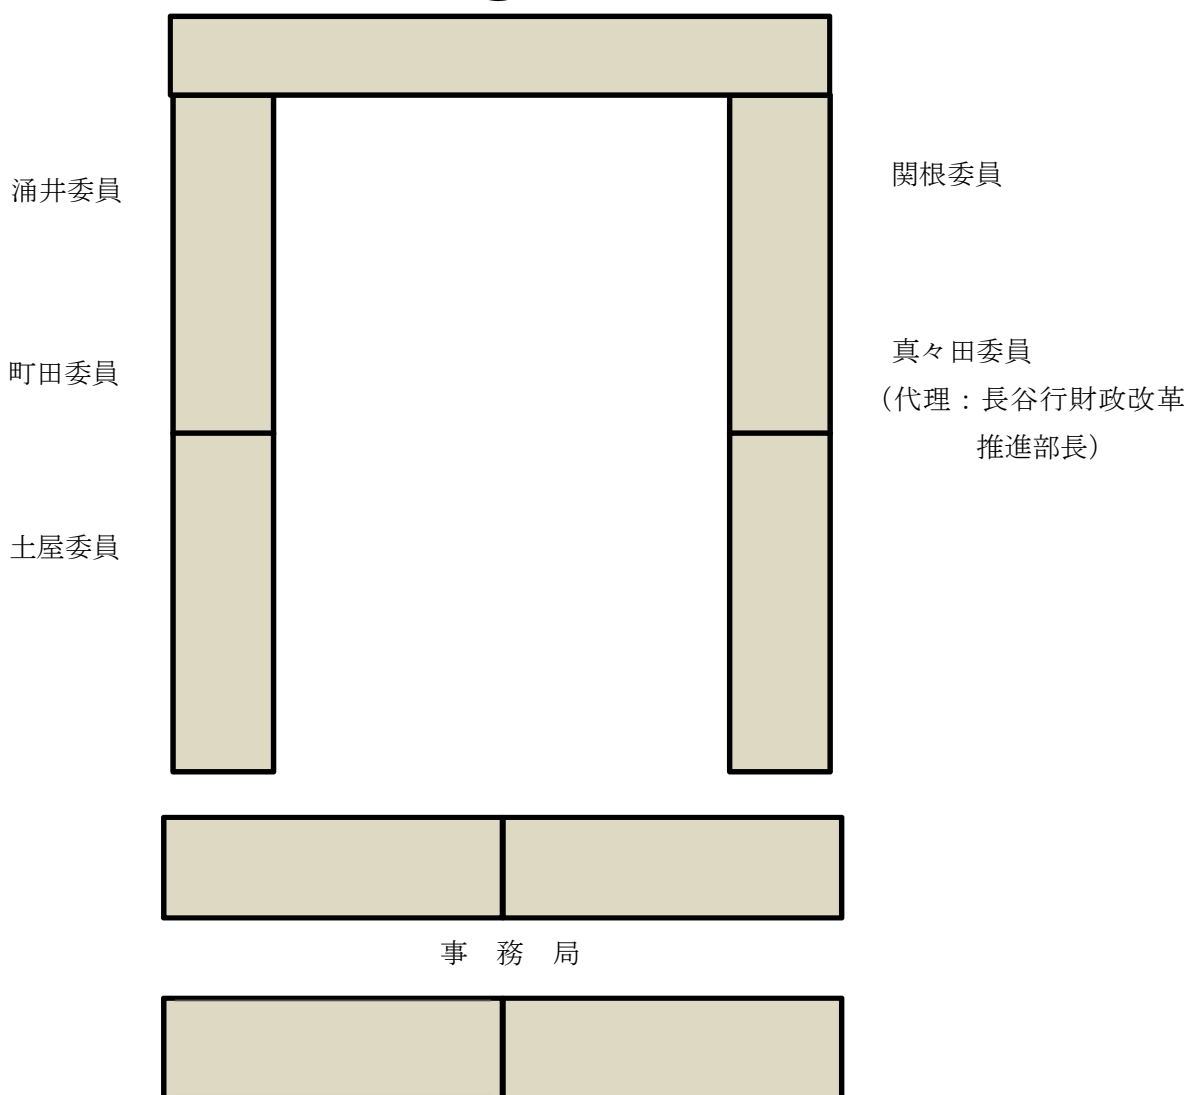 関根委員
涌井委員
真々田委員
町田委員
（代理：長谷行財政改革
推進部長）
土屋委員
事 務 局